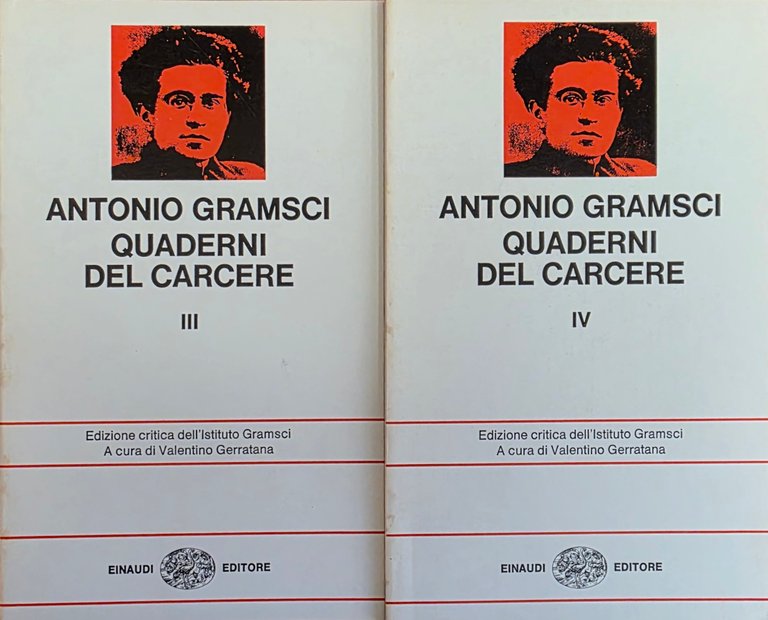 ANTONIO GRAMSCI
QUADERNI
DEL CARCERE
III
Edizione critica dell'Istituto Gramsci
A cura di Valentino Gerratana
EINAUDI EDITORE
ANTONIO GRAMSCI
QUADERNI
DEL CARCERE
IV
Edizione critica dell'Istituto Gramsci
A cura di Valentino Gerratana
EINAUDI EDITORE